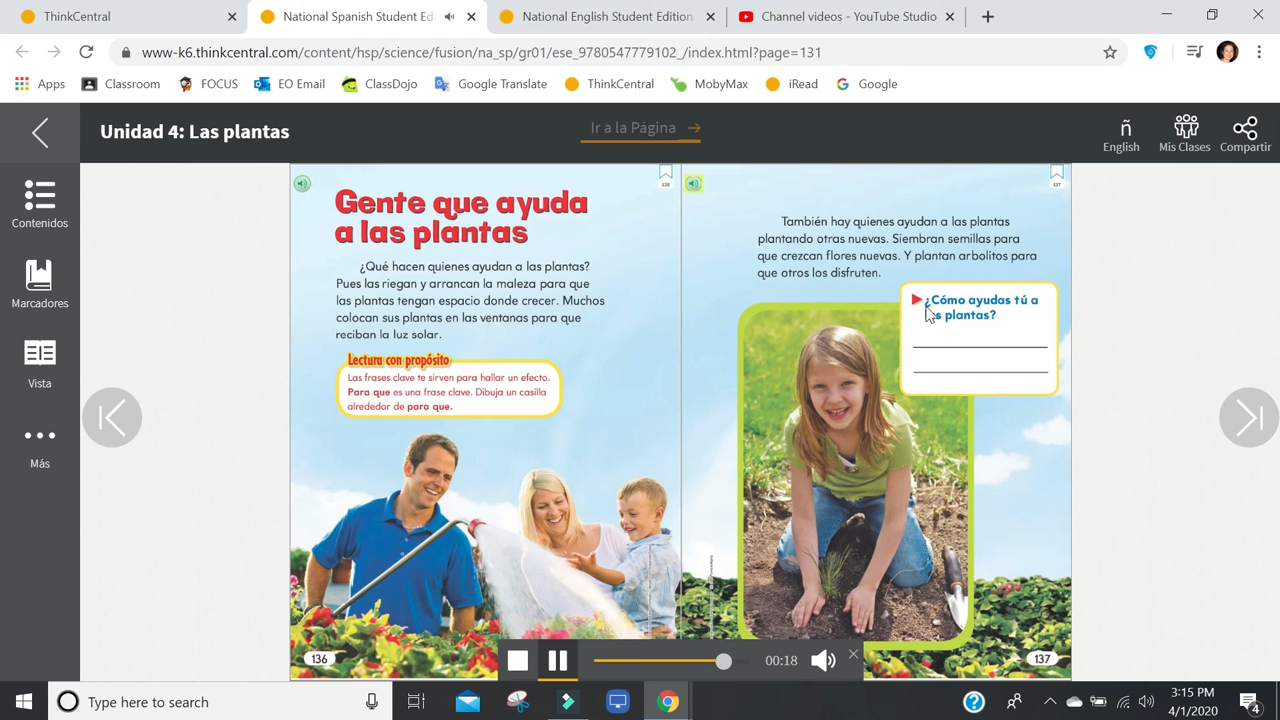 ThinkCentral
National Spanish Student Edi
National English Student Edition
Channel videos - YouTube Studio
www-k6.thinkcentral.com/content/hsp/science/fusion/na_sp/gr01/ese_9780547779102_/index.html?page=131
Apps
Classroom
FOCUS
EO Email
ClassDojo
Google Translate
ThinkCentral
MobyMax
iRead
Google
Unidad 4: Las plantas
Ir a la Página
ñ
English
Mis Clases
Compartir
Contenidos
Marcadores
Vista
Más
136
Gente que ayuda
a las plantas
¿Qué hacen quienes ayudan a las plantas?
Pues las riegan y arrancan la maleza para que
las plantas tengan espacio donde crecer. Muchos
colocan sus plantas en las ventanas para que
reciban la luz solar.
Lectura con propósito
Las frases clave te sirven para hallar un efecto.
Para que es una frase clave. Dibuja un casilla
alrededor de para que.
136
137
También hay quienes ayudan a las plantas
plantando otras nuevas. Siembran semillas para
que crezcan flores nuevas. Y plantan arbolitos para
que otros los disfruten.
¿Cómo ayudas tú a
plantas?
137
00:18
Type here to search
3:15 PM
4/1/2020
4